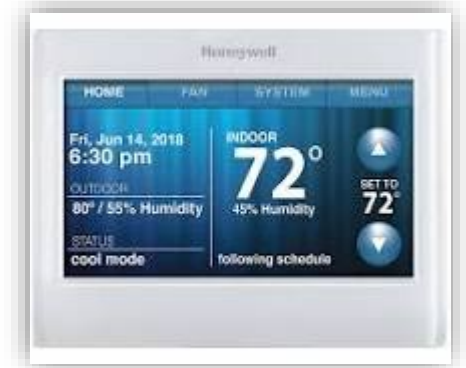 Honeywell
HOME FAN SYSTEM MENU
Fri, Jun 14, 2018
6:30 pm
OUTDOOR
80° / 55% Humidity
STATUS
cool mode
INDOOR
72°
45% Humidity
following schedule
SET TO
72°